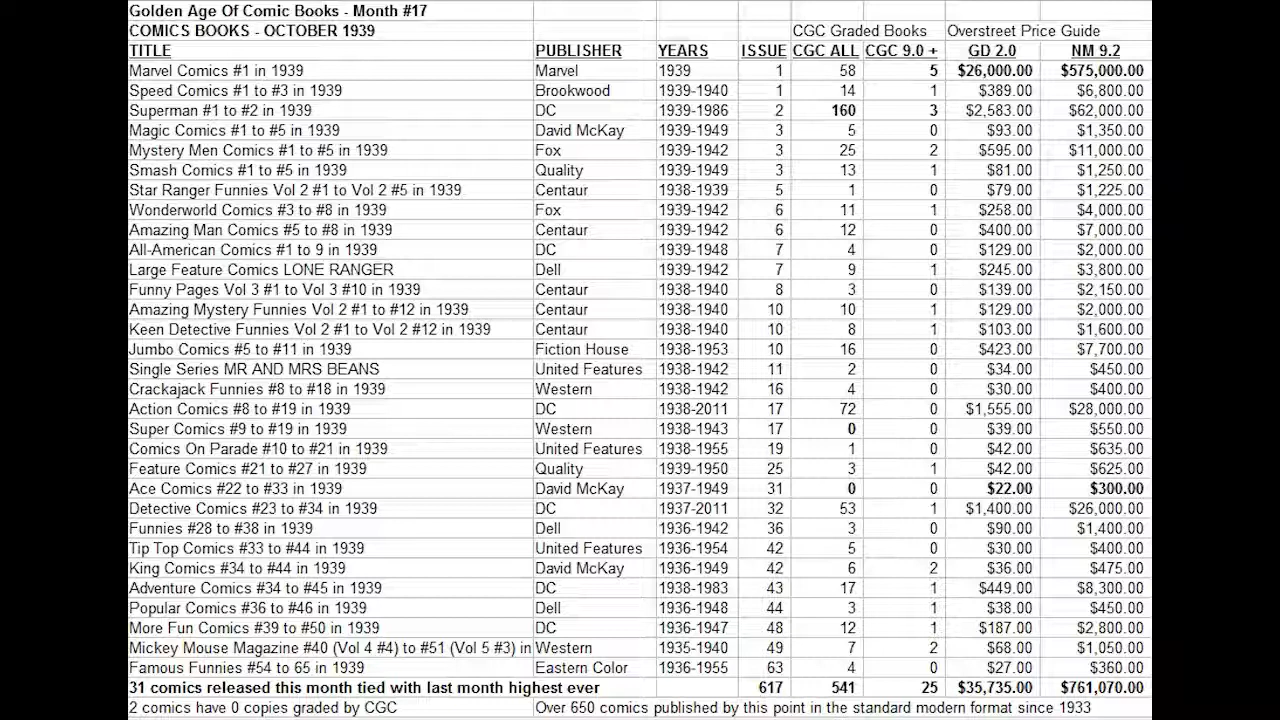 Golden Age Of Comic Books - Month #17
COMICS BOOKS - OCTOBER 1939 CGC Graded Books Overstreet Price Guide
TITLE PUBLISHER YEARS ISSUE CGC ALL CGC 9.0 + GD 2.0 NM 9.2
Marvel Comics #1 in 1939 Marvel 1939 1 58 5 $26,000.00 $575,000.00
Speed Comics #1 to #3 in 1939 Brookwood 1939-1940 1 14 1 $389.00 $6,800.00
Superman #1 to #2 in 1939 DC 1939-1986 2 160 3 $2,583.00 $62,000.00
Magic Comics #1 to #5 in 1939 David McKay 1939-1949 3 5 0 $93.00 $1,350.00
Mystery Men Comics #1 to #5 in 1939 Fox 1939-1942 3 25 2 $595.00 $11,000.00
Smash Comics #1 to #5 in 1939 Quality 1939-1949 3 13 1 $81.00 $1,250.00
Star Ranger Funnies Vol 2 #1 to Vol 2 #5 in 1939 Centaur 1938-1939 5 1 0 $79.00 $1,225.00
Wonderworld Comics #3 to #8 in 1939 Fox 1939-1942 6 11 1 $258.00 $4,000.00
Amazing Man Comics #5 to #8 in 1939 Centaur 1939-1942 6 12 0 $400.00 $7,000.00
All-American Comics #1 to 9 in 1939 DC 1939-1948 7 4 0 $129.00 $2,000.00
Large Feature Comics LONE RANGER Dell 1939-1942 7 9 1 $245.00 $3,800.00
Funny Pages Vol 3 #1 to Vol 3 #10 in 1939 Centaur 1938-1940 8 3 0 $139.00 $2,150.00
Amazing Mystery Funnies Vol 2 #1 to #12 in 1939 Centaur 1938-1940 10 10 1 $129.00 $2,000.00
Keen Detective Funnies Vol 2 #1 to Vol 2 #12 in 1939 Centaur 1938-1940 10 8 1 $103.00 $1,600.00
Jumbo Comics #5 to #11 in 1939 Fiction House 1938-1953 10 16 0 $423.00 $7,700.00
Single Series MR AND MRS BEANS United Features 1938-1942 11 2 0 $34.00 $450.00
Crackajack Funnies #8 to #18 in 1939 Western 1938-1942 16 4 0 $30.00 $400.00
Action Comics #8 to #19 in 1939 DC 1938-2011 17 72 0 $1,555.00 $28,000.00
Super Comics #9 to #19 in 1939 Western 1938-1943 17 0 0 $39.00 $550.00
Comics On Parade #10 to #21 in 1939 United Features 1938-1955 19 1 0 $42.00 $635.00
Feature Comics #21 to #27 in 1939 Quality 1939-1950 25 3 1 $42.00 $625.00
Ace Comics #22 to #33 in 1939 David McKay 1937-1949 31 0 0 $22.00 $300.00
Detective Comics #23 to #34 in 1939 DC 1937-2011 32 53 1 $1,400.00 $26,000.00
Funnies #28 to #38 in 1939 Dell 1936-1942 36 3 0 $90.00 $1,400.00
Tip Top Comics #33 to #44 in 1939 United Features 1936-1954 42 5 0 $30.00 $400.00
King Comics #34 to #44 in 1939 David McKay 1936-1949 42 6 2 $36.00 $475.00
Adventure Comics #34 to #45 in 1939 DC 1938-1983 43 17 1 $449.00 $8,300.00
Popular Comics #36 to #46 in 1939 Dell 1936-1948 44 3 1 $38.00 $450.00
More Fun Comics #39 to #50 in 1939 DC 1936-1947 48 12 1 $187.00 $2,800.00
Mickey Mouse Magazine #40 (Vol 4 #4) to #51 (Vol 5 #3) in Western 1935-1940 49 7 2 $68.00 $1,050.00
Famous Funnies #54 to 65 in 1939 Eastern Color 1936-1955 63 4 0 $27.00 $360.00
31 comics released this month tied with last month highest ever 617 541 25 $35,735.00 $761,070.00
2 comics have 0 copies graded by CGC Over 650 comics published by this point in the standard modern format since 1933